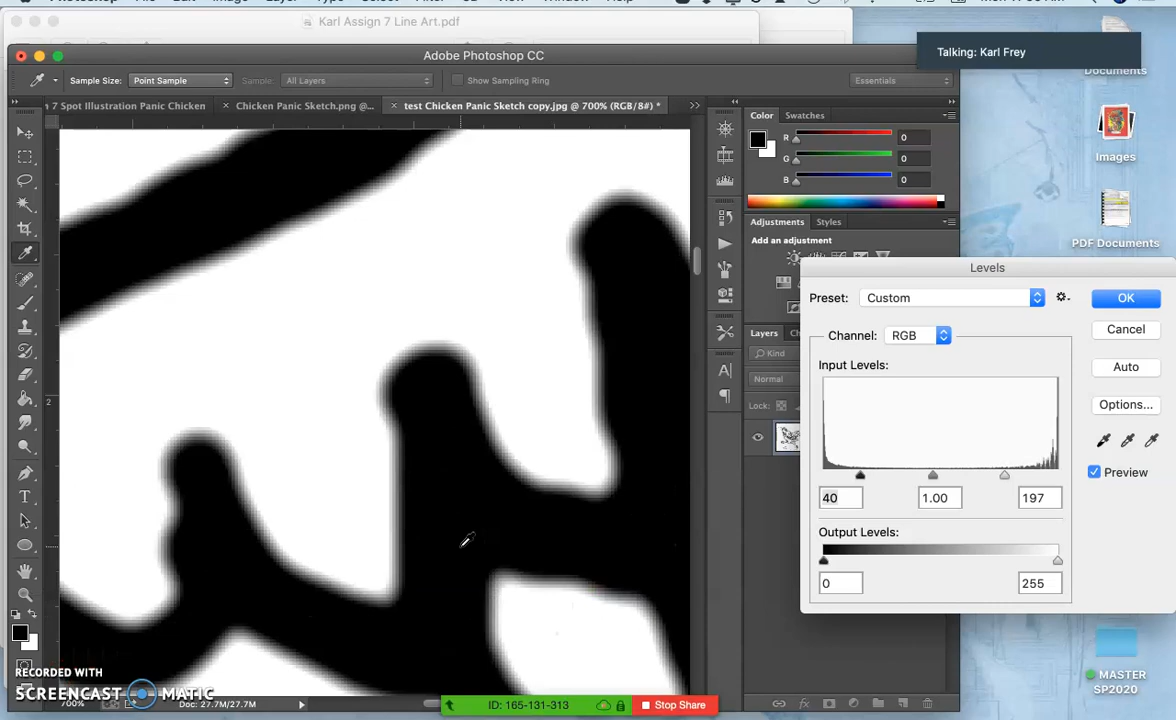 Karl Assign 7 Line Art.pdf
Talking: Karl Frey
Adobe Photoshop CC
Sample Size: Point Sample
Sample: All Layers
Show Sampling Ring
Essentials
Documents
7 Spot Illustration Panic Chicken
Chicken Panic Sketch.png @...
test Chicken Panic Sketch copy.jpg @ 700% (RGB/8#) *
Color Swatches
R 0
G 0
B 0
Images
Adjustments Styles
Add an adjustment
PDF Documents
Levels
Preset: Custom
OK
Cancel
Channel: RGB
Auto
Input Levels:
Options...
Preview
40 1.00 197
Output Levels:
0 255
Layers
Kind
Normal
Lock:
2
MASTER
SP2020
RECORDED WITH
SCREENCAST MATIC
700%
Doc: 27.7M/27.7M
ID: 165-131-313
Stop Share